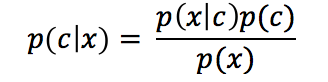 p(c|x) = p(x|c)p(c) / p(x)